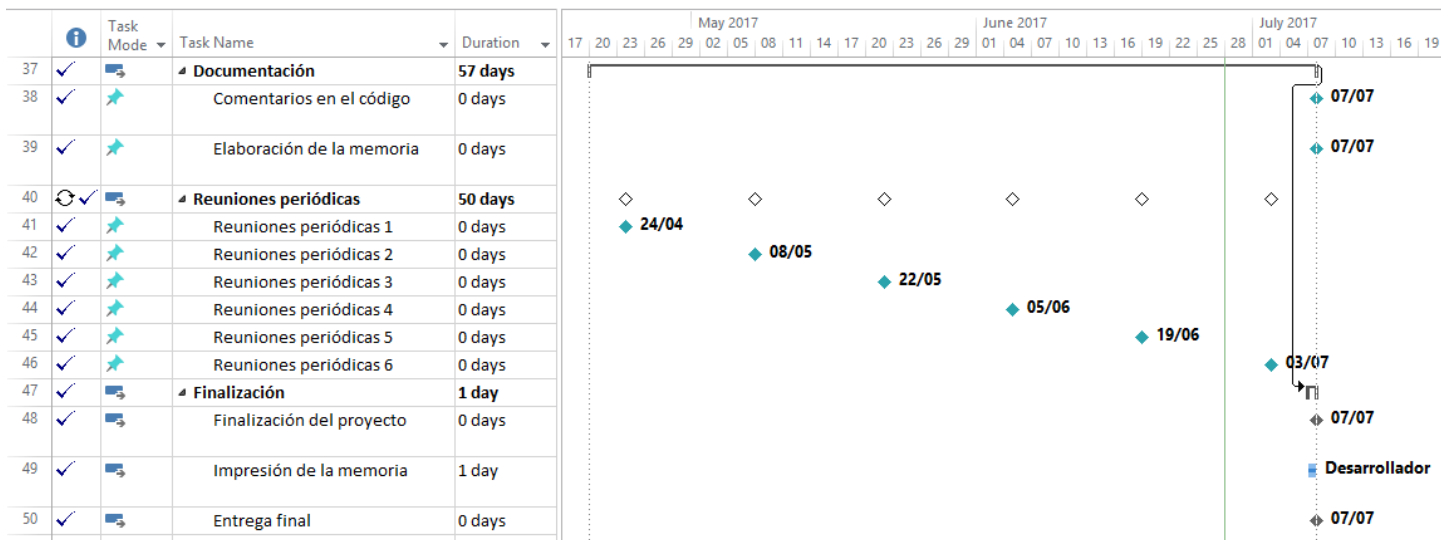 Task
Mode Task Name Duration
May 2017 June 2017 July 2017
17 20 23 26 29 02 05 08 11 14 17 20 23 26 29 01 04 07 10 13 16 19 22 25 28 01 04 07 10 13 16 19
37 Documentación 57 days
38 Comentarios en el código 0 days 07/07
39 Elaboración de la memoria 0 days 07/07
40 Reuniones periódicas 50 days
41 Reuniones periódicas 1 0 days 24/04
42 Reuniones periódicas 2 0 days 08/05
43 Reuniones periódicas 3 0 days 22/05
44 Reuniones periódicas 4 0 days 05/06
45 Reuniones periódicas 5 0 days 19/06
46 Reuniones periódicas 6 0 days 03/07
47 Finalización 1 day
48 Finalización del proyecto 0 days 07/07
49 Impresión de la memoria 1 day Desarrollador
50 Entrega final 0 days 07/07